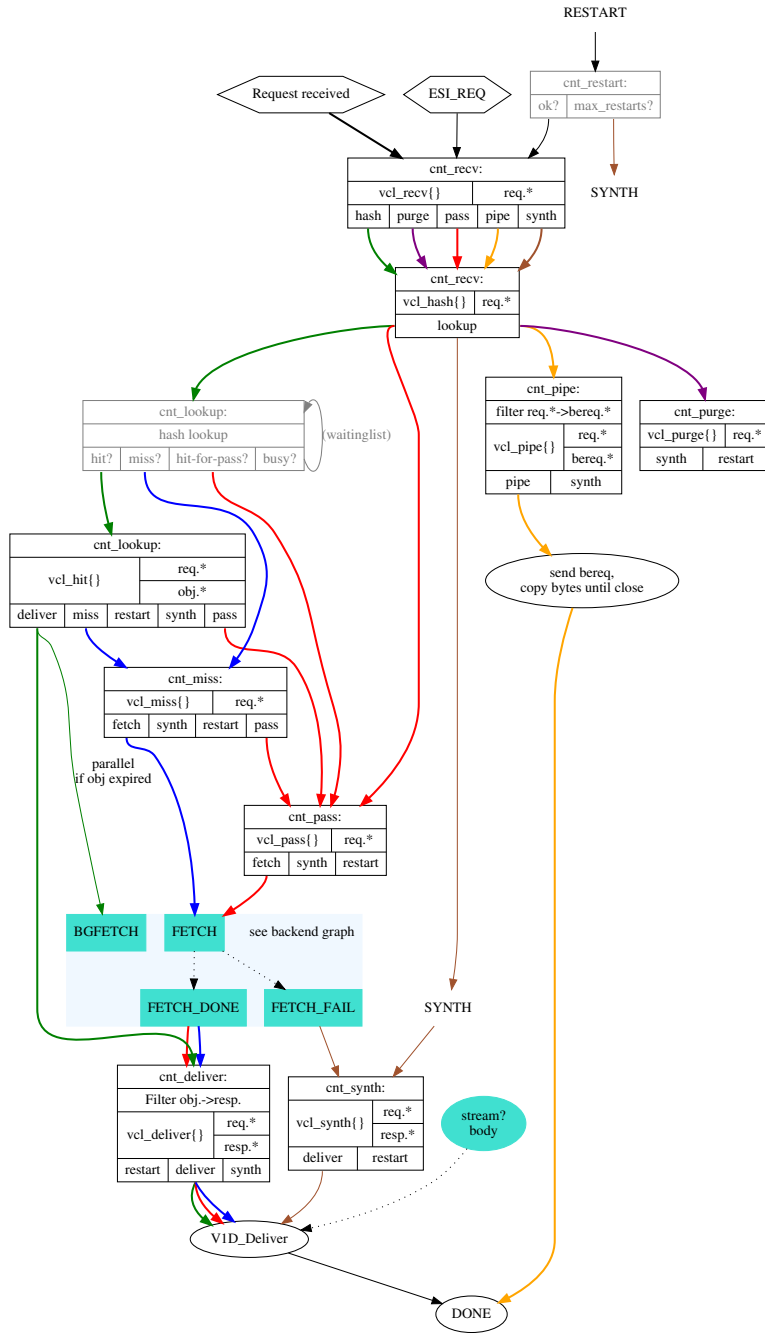 RESTART
cnt_restart:
ok? max_restarts?
Request received
ESI_REQ
SYNTH
cnt_recv:
vcl_recv{} req.*
hash purge pass pipe synth
cnt_recv:
vcl_hash{} req.*
lookup
cnt_lookup:
hash lookup
hit? miss? hit-for-pass? busy?
(waitinglist)
cnt_pipe:
filter req.*->bereq.*
vcl_pipe{} req.*
bereq.*
pipe synth
cnt_purge:
vcl_purge{} req.*
synth restart
cnt_lookup:
vcl_hit{} req.*
obj.*
deliver miss restart synth pass
send bereq,
copy bytes until close
cnt_miss:
vcl_miss{} req.*
fetch synth restart pass
parallel
if obj expired
cnt_pass:
vcl_pass{} req.*
fetch synth restart
BGFETCH
FETCH
see backend graph
FETCH_DONE
FETCH_FAIL
SYNTH
cnt_deliver:
Filter obj.->resp.
vcl_deliver{} req.*
resp.*
restart deliver synth
cnt_synth:
vcl_synth{} req.*
resp.*
deliver restart
stream?
body
V1D_Deliver
DONE